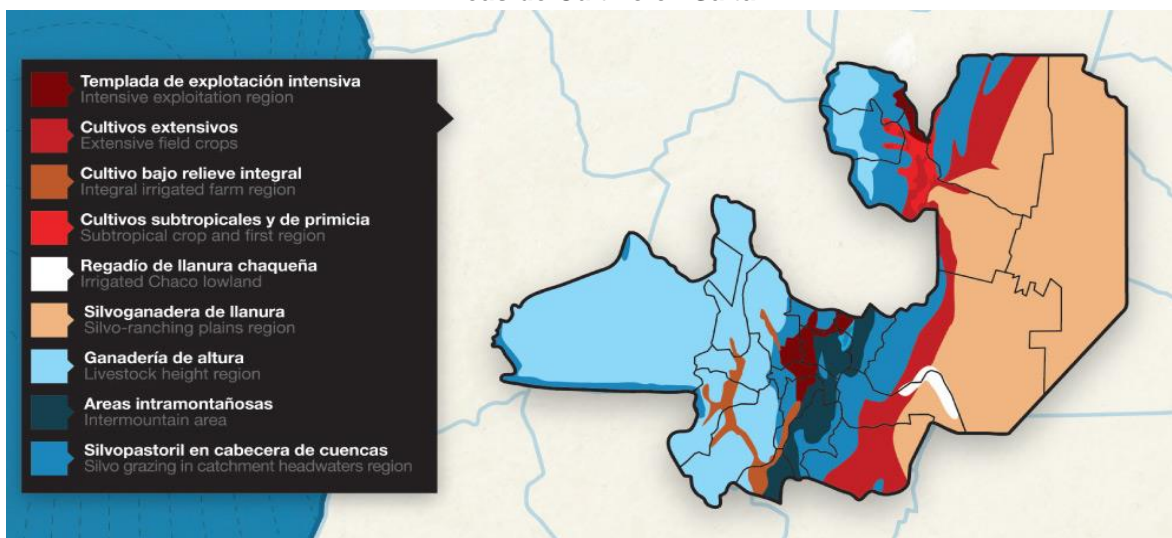 Templada de explotación intensiva
Intensive exploitation region
Cultivos extensivos
Extensive field crops
Cultivo bajo relieve integral
Integral irrigated farm region
Cultivos subtropicales y de primicia
Subtropical crop and first region
Regadío de llanura chaqueña
Irrigated Chaco lowland
Silvoganadera de llanura
Silvo-ranching plains region
Ganadería de altura
Livestock height region
Areas intramontañosas
Intermountain area
Silvopastoril en cabecera de cuencas
Silvo grazing in catchment headwaters region